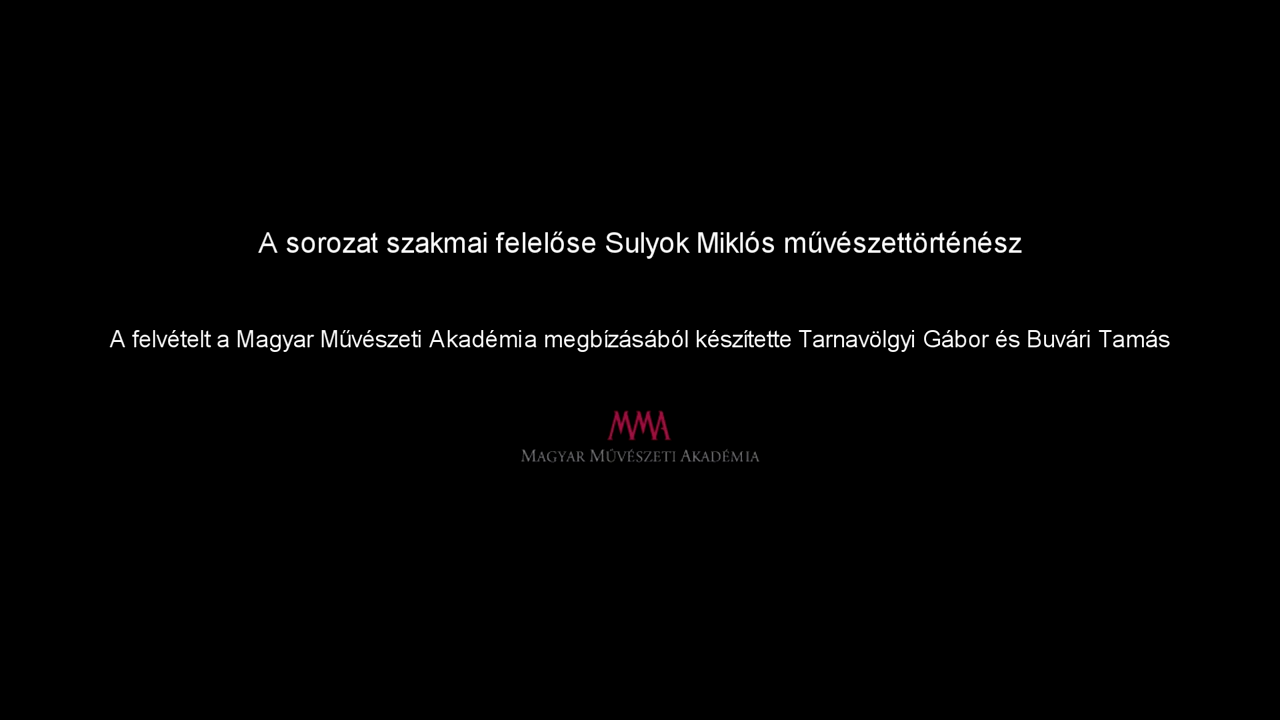 A sorozat szakmai felelőse Sulyok Miklós művészettörténész
A felvételt a Magyar Művészeti Akadémia megbízásából készítette Tarnavölgyi Gábor és Buvári Tamás
MMA
Magyar Művészeti Akadémia